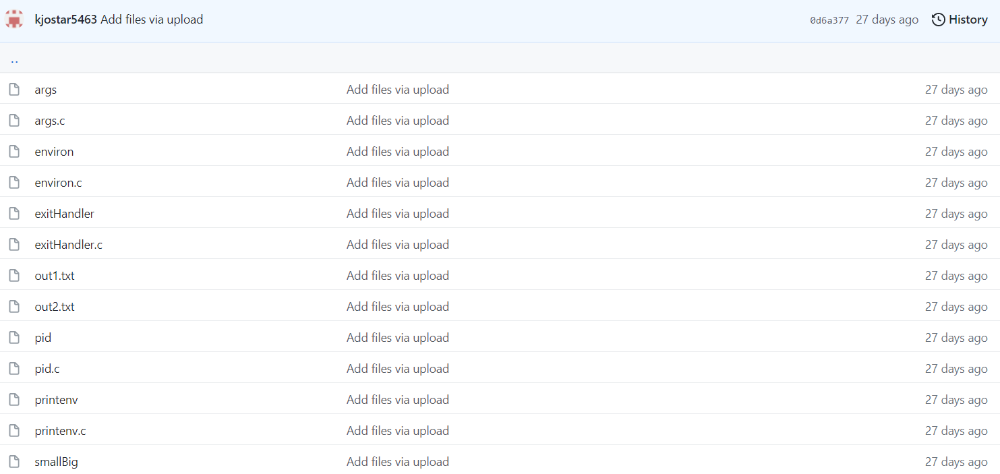 kjostar5463 Add files via upload 0d6a377 27 days ago History
..
args Add files via upload 27 days ago
args.c Add files via upload 27 days ago
environ Add files via upload 27 days ago
environ.c Add files via upload 27 days ago
exitHandler Add files via upload 27 days ago
exitHandler.c Add files via upload 27 days ago
out1.txt Add files via upload 27 days ago
out2.txt Add files via upload 27 days ago
pid Add files via upload 27 days ago
pid.c Add files via upload 27 days ago
printenv Add files via upload 27 days ago
printenv.c Add files via upload 27 days ago
smallBig Add files via upload 27 days ago